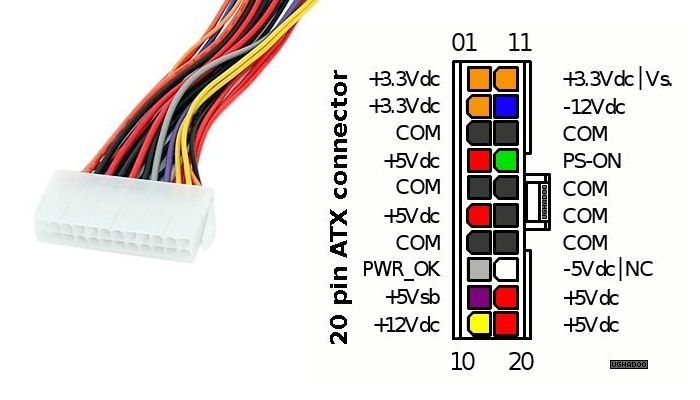 01 11
+3.3Vdc +3.3Vdc|Vs.
+3.3Vdc -12Vdc
COM COM
+5Vdc PS-ON
COM COM
+5Vdc COM
COM COM
PWR_OK -5Vdc|NC
+5Vsb +5Vdc
+12Vdc +5Vdc
10 20
20 pin ATX connector
UGHADOO
UGHADOO